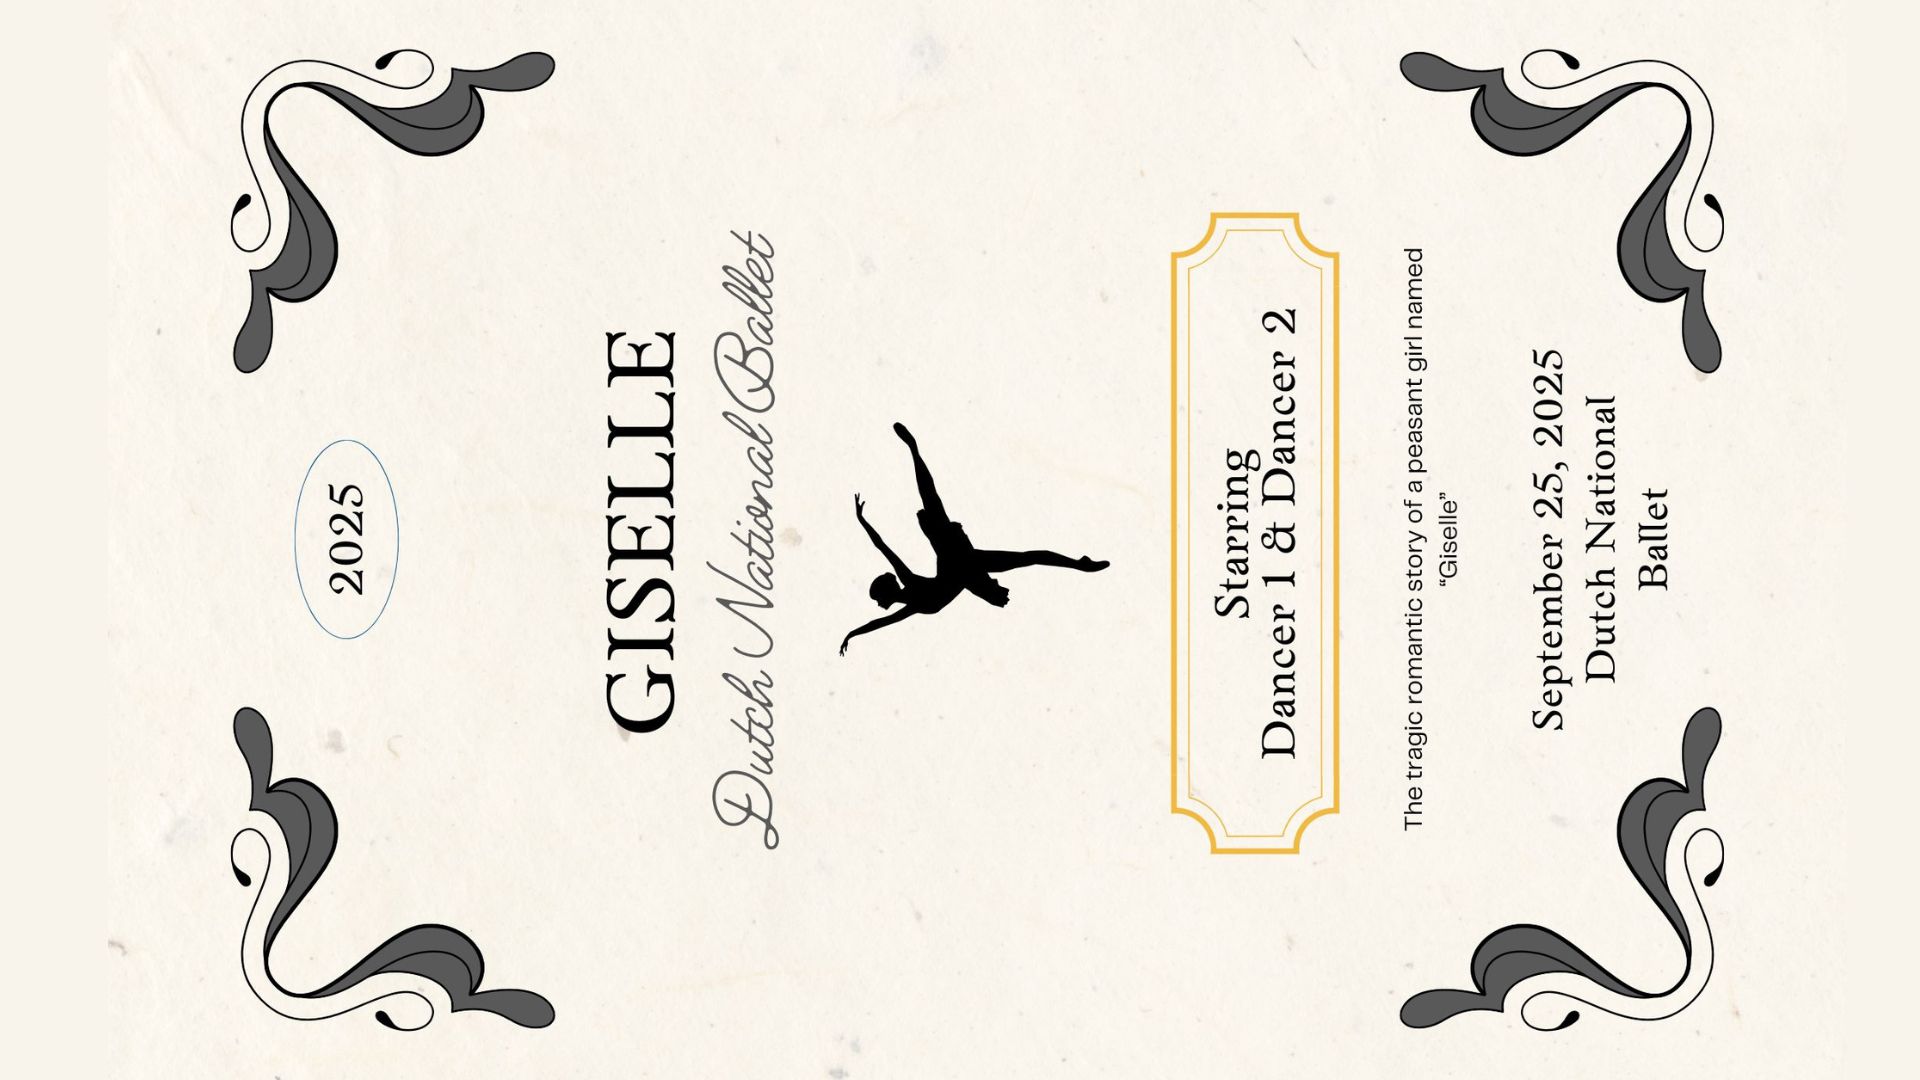 2025
GISELLE
Dutch National Ballet
Starring
Dancer 1 & Dancer 2
The tragic romantic story of a peasant girl named
“Giselle”
September 25, 2025
Dutch National
Ballet